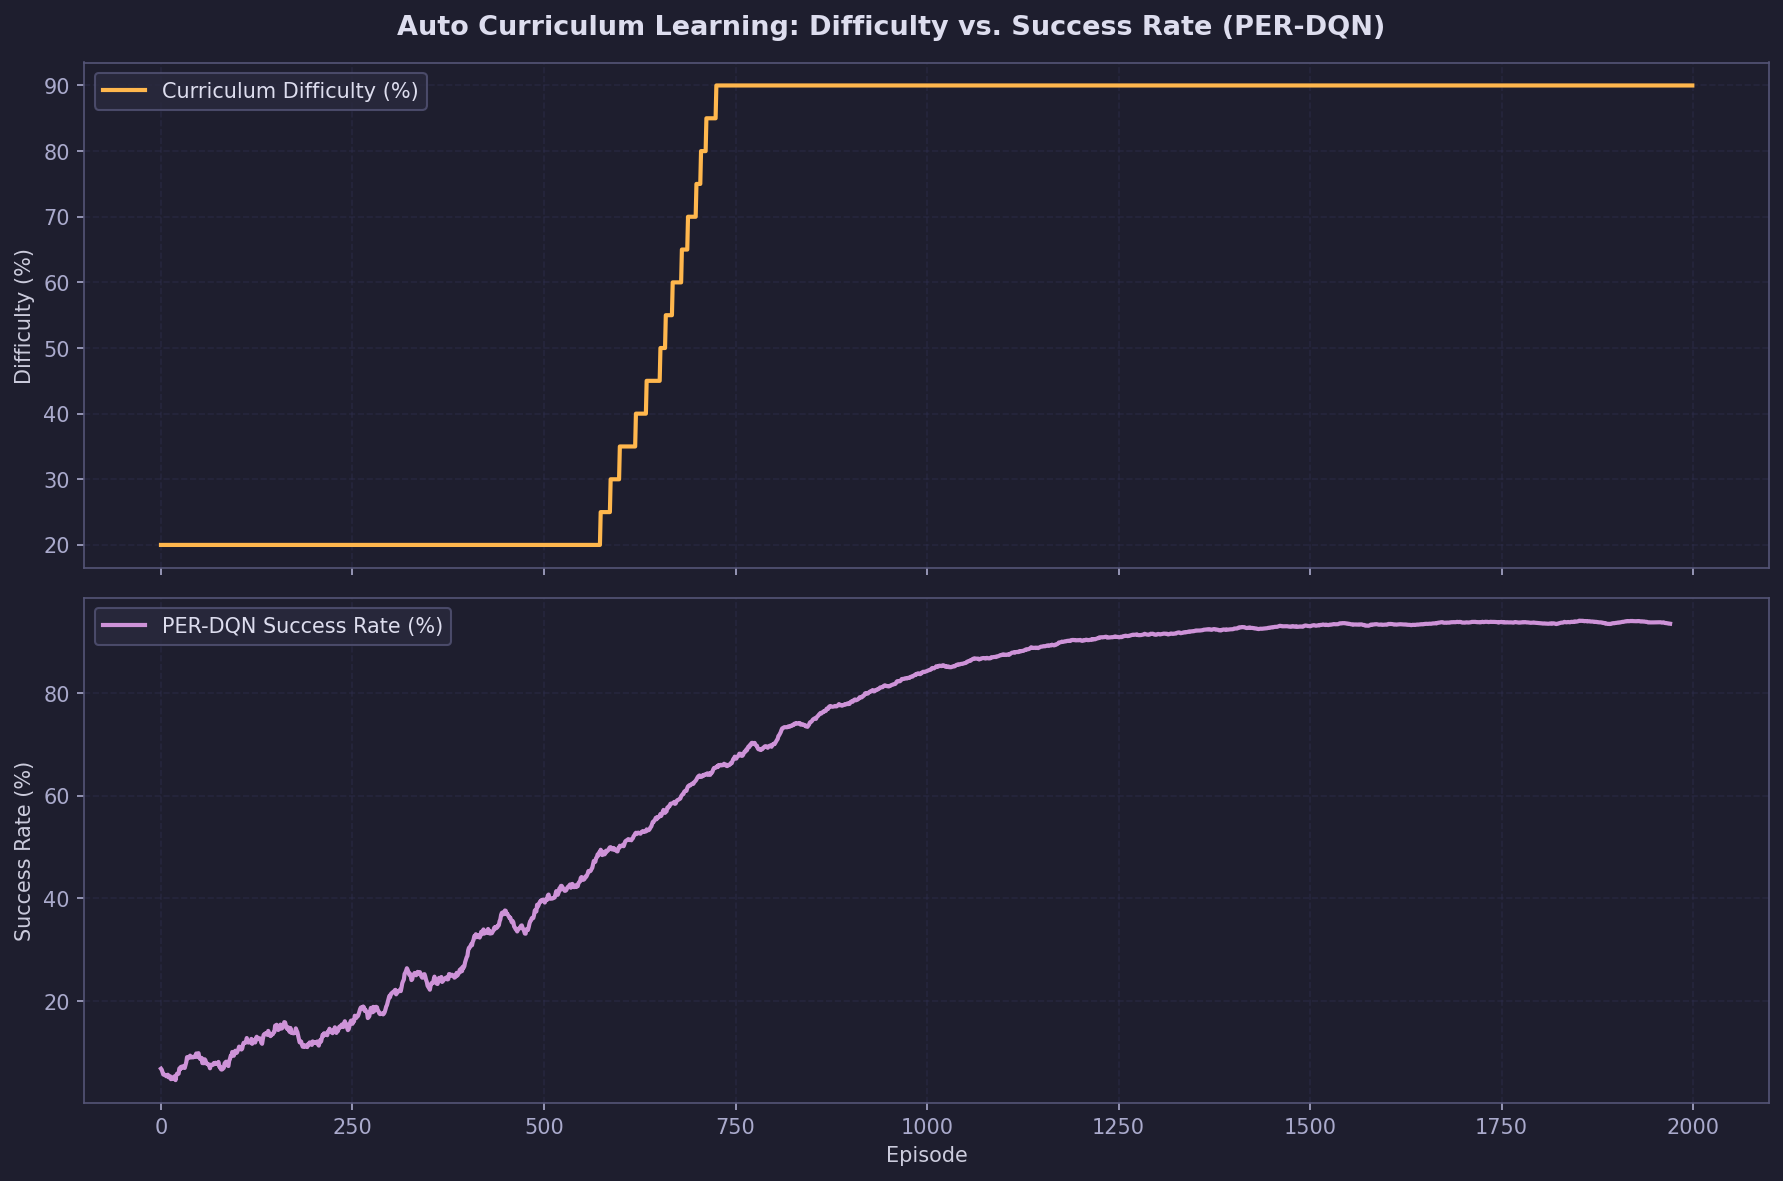 Auto Curriculum Learning: Difficulty vs. Success Rate (PER-DQN)
Curriculum Difficulty (%)
90
80
70
60
50
40
30
20
Difficulty (%)
PER-DQN Success Rate (%)
80
60
40
20
Success Rate (%)
0 250 500 750 1000 1250 1500 1750 2000
Episode